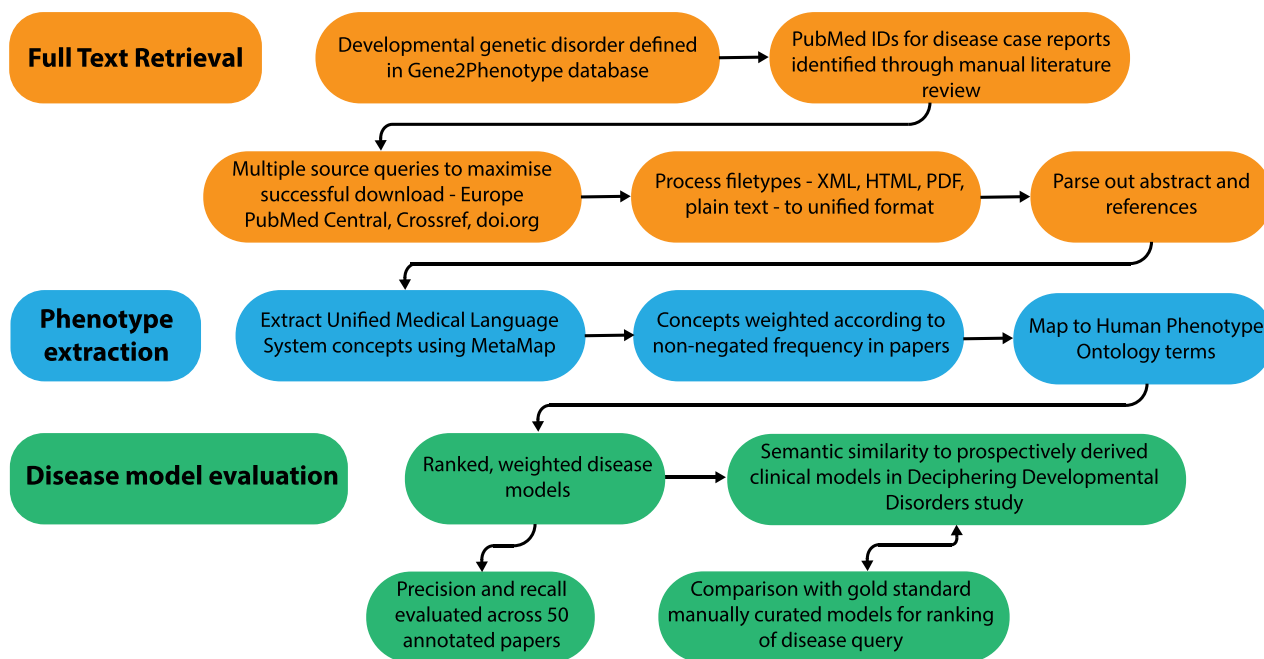 Full Text Retrieval
Developmental genetic disorder defined
in Gene2Phenotype database
PubMed IDs for disease case reports
identified through manual literature
review
Multiple source queries to maximise
successful download - Europe
PubMed Central, Crossref, doi.org
Process filetypes - XML, HTML, PDF,
plain text - to unified format
Parse out abstract and
references
Phenotype
extraction
Extract Unified Medical Language
System concepts using MetaMap
Concepts weighted according to
non-negated frequency in papers
Map to Human Phenotype
Ontology terms
Disease model evaluation
Ranked, weighted disease
models
Semantic similarity to prospectively derived
clinical models in Deciphering Developmental
Disorders study
Precision and recall
evaluated across 50
annotated papers
Comparison with gold standard
manually curated models for ranking
of disease query